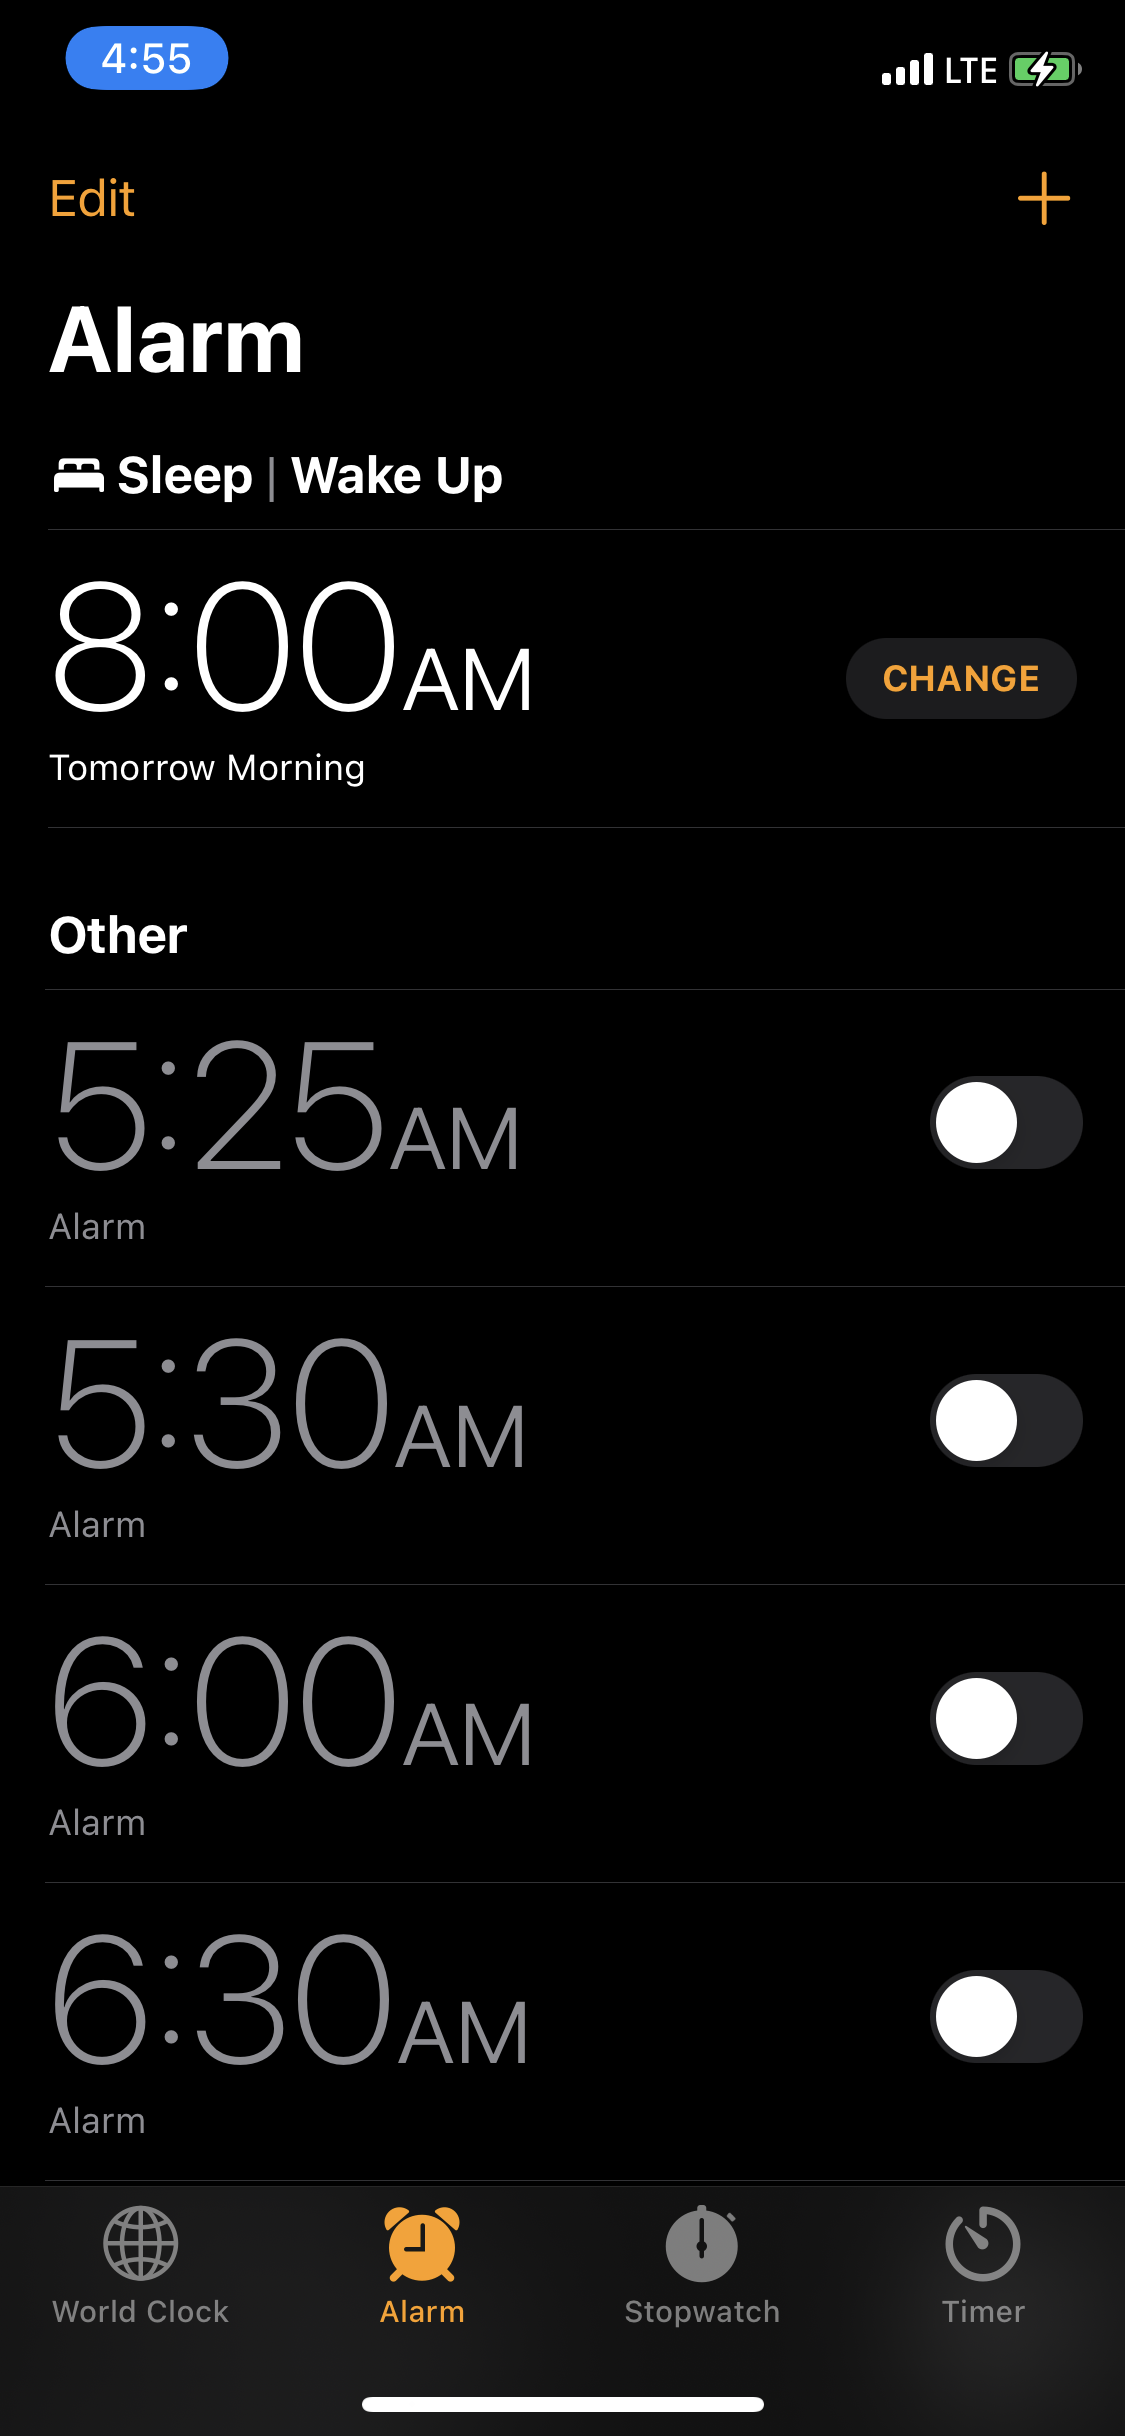 4:55
LTE
Edit
Alarm
Sleep | Wake Up
8:00AM
CHANGE
Tomorrow Morning
Other
5:25AM
Alarm
5:30AM
Alarm
6:00AM
Alarm
6:30AM
Alarm
World Clock
Alarm
Stopwatch
Timer